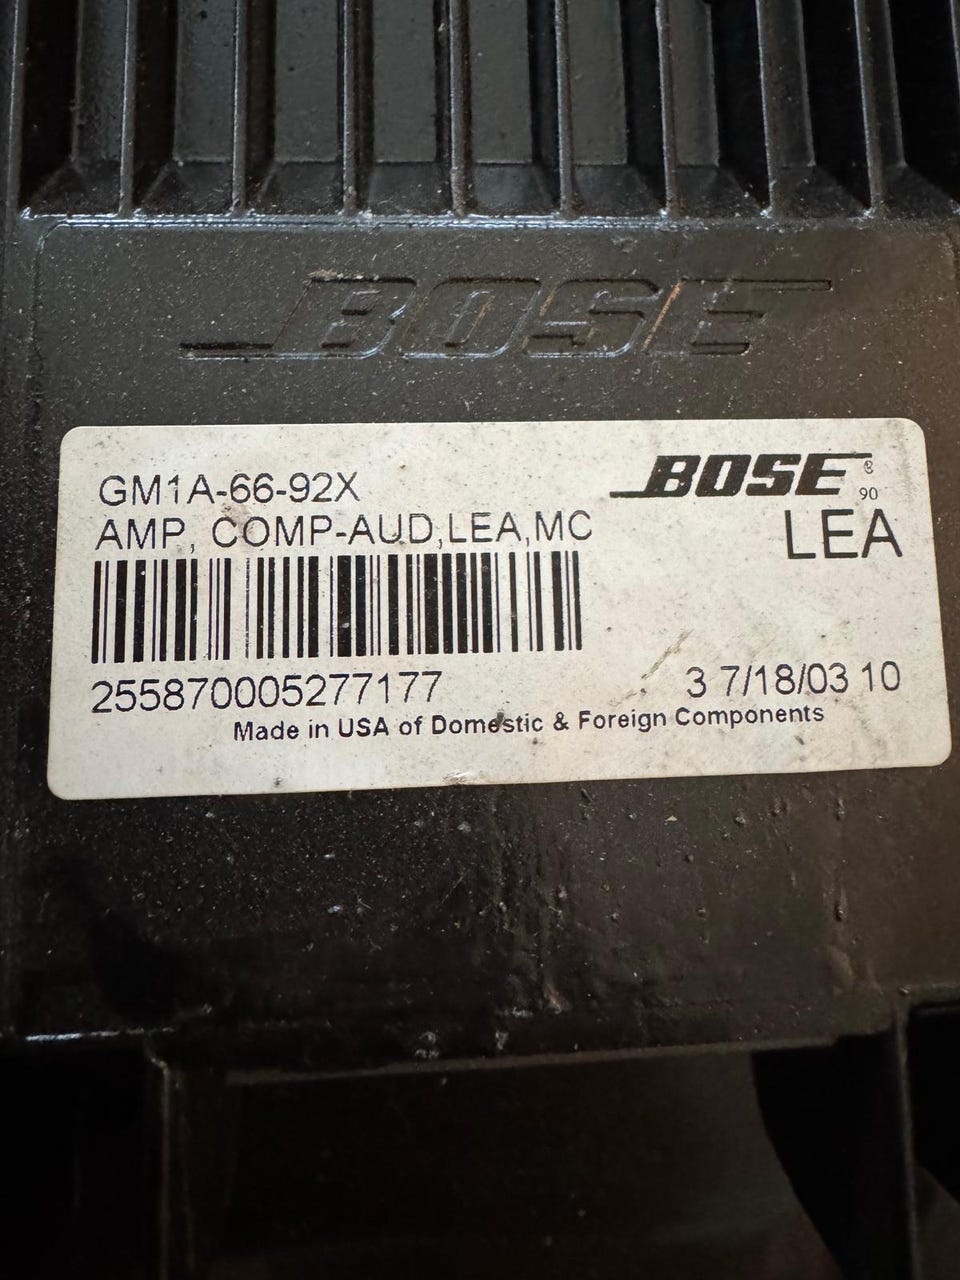 BOSE
GM1A-66-92X
BOSE ®
90
AMP, COMP-AUD,LEA,MC
LEA
255870005277177
3 7/18/03 10
Made in USA of Domestic & Foreign Components